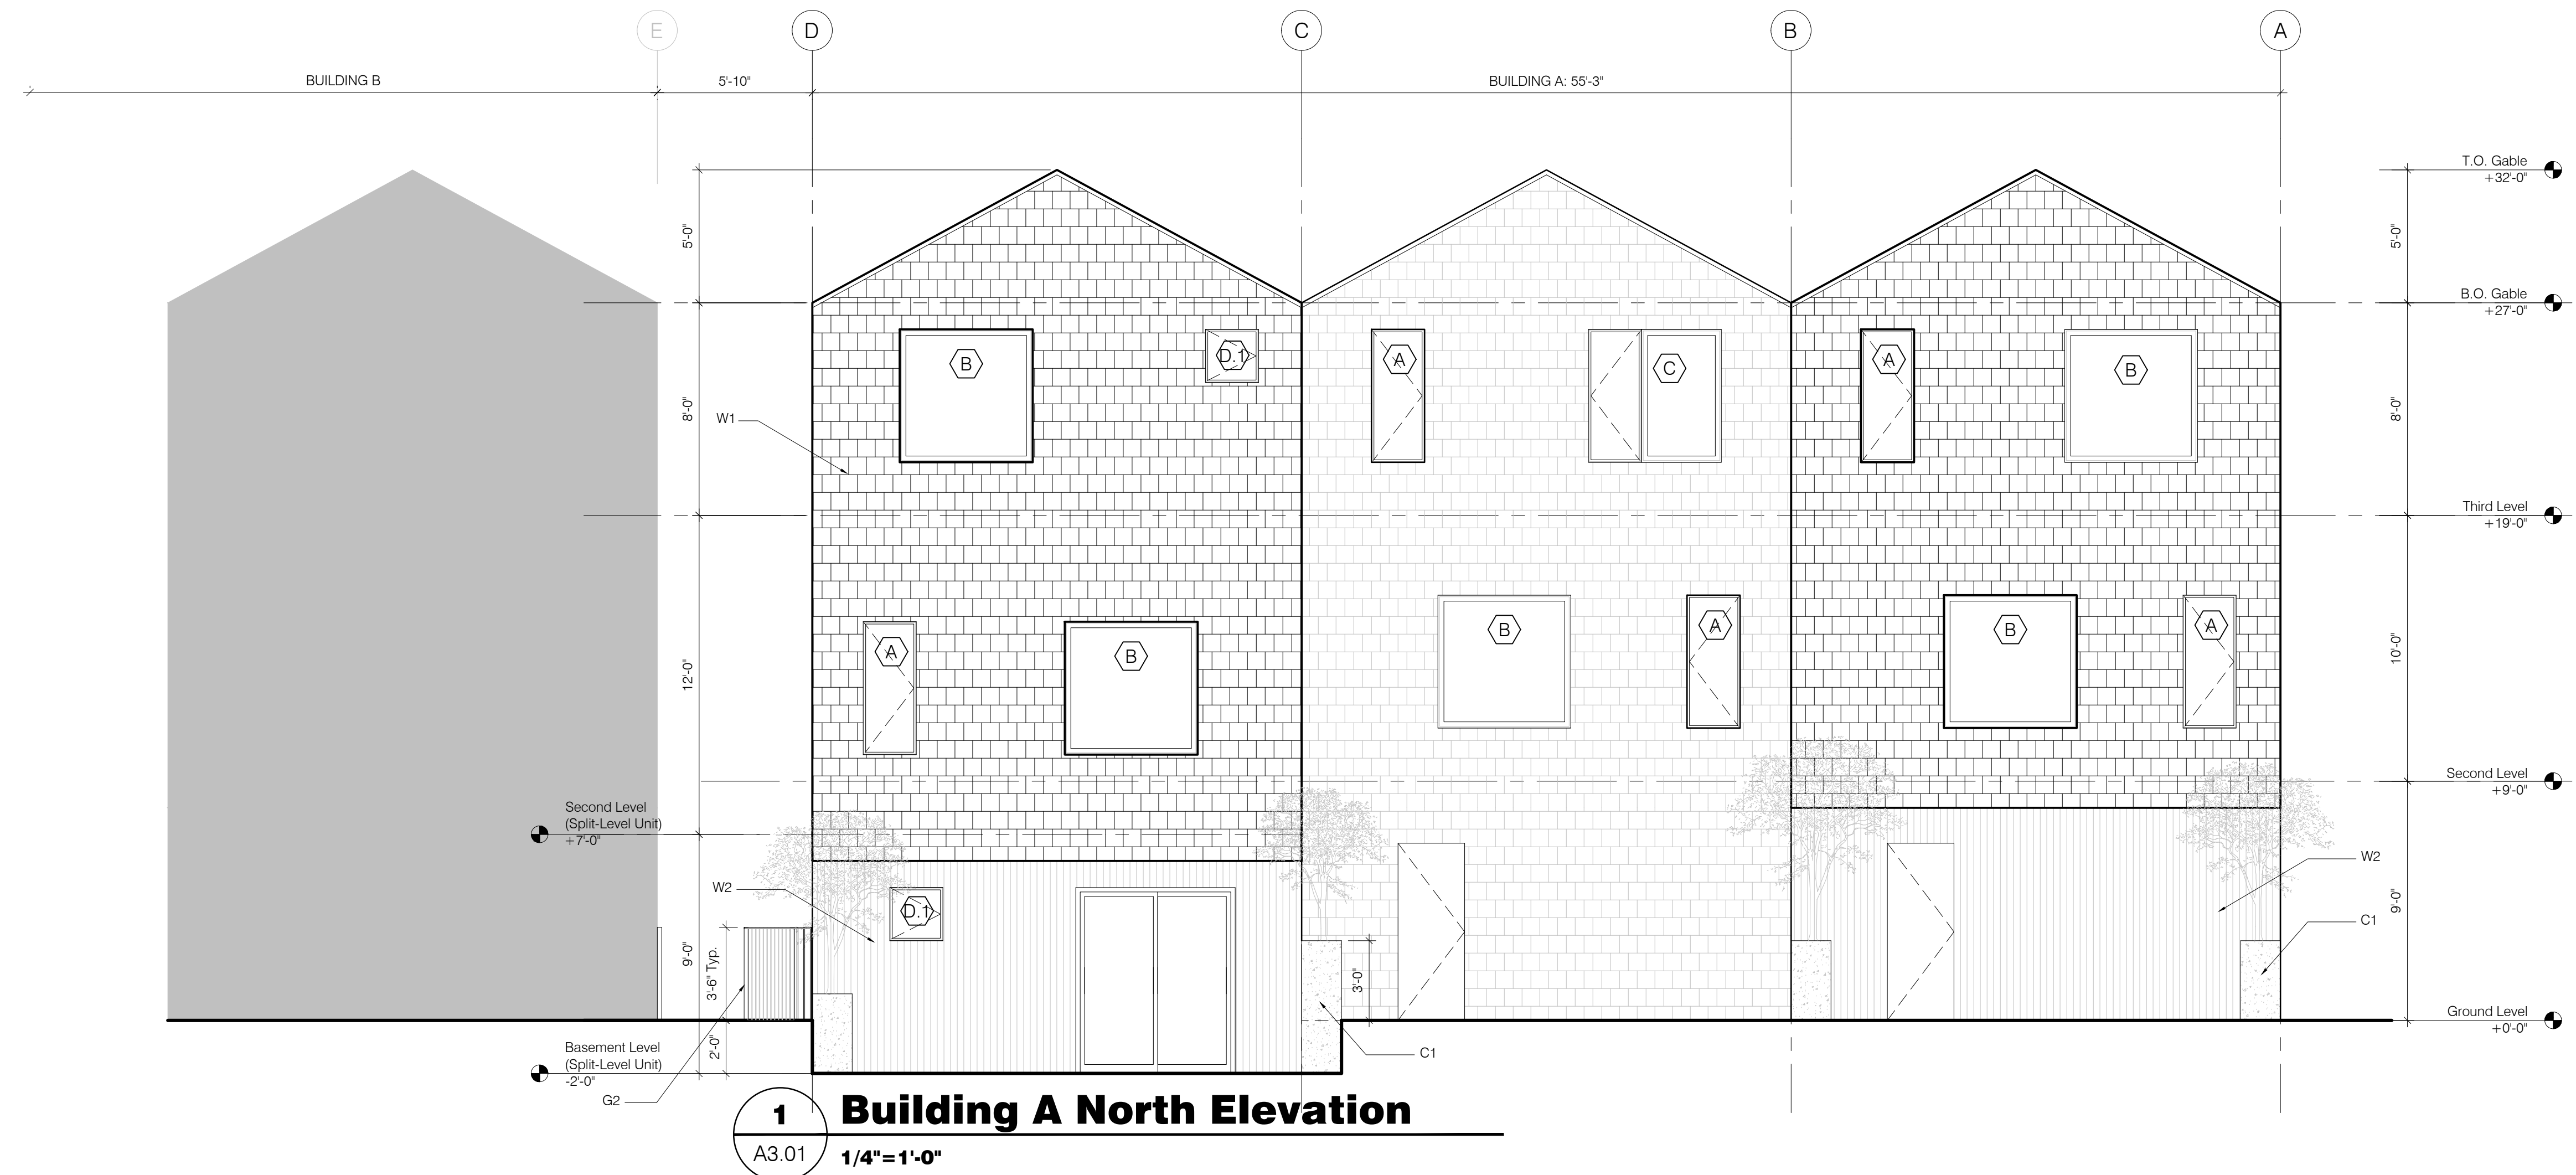 E
D
C
B
A
BUILDING B
5'-10"
BUILDING A: 55'-3"
T.O. Gable
+32'-0"
5'-0"
5'-0"
B.O. Gable
+27'-0"
B
D.1
A
C
A
B
8'-0"
W1
8'-0"
Third Level
+19'-0"
A
B
B
A
B
A
12'-0"
10'-0"
Second Level
+9'-0"
Second Level
(Split-Level Unit)
+7'-0"
W2
D.1
W2
C1
9'-0"
3'-6" Typ.
3'-0"
9'-0"
Ground Level
+0'-0"
2'-0"
Basement Level
(Split-Level Unit)
-2'-0"
C1
G2
1
A3.01
Building A North Elevation
1/4"=1'-0"